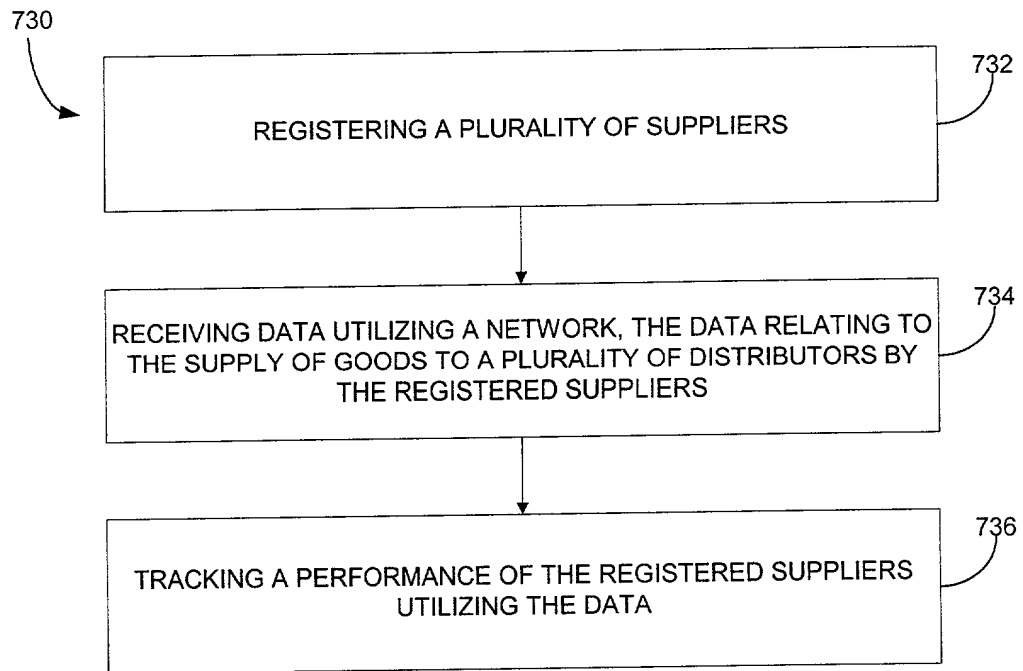 730
732
REGISTERING A PLURALITY OF SUPPLIERS
734
RECEIVING DATA UTILIZING A NETWORK, THE DATA RELATING TO
THE SUPPLY OF GOODS TO A PLURALITY OF DISTRIBUTORS BY
THE REGISTERED SUPPLIERS
736
TRACKING A PERFORMANCE OF THE REGISTERED SUPPLIERS
UTILIZING THE DATA